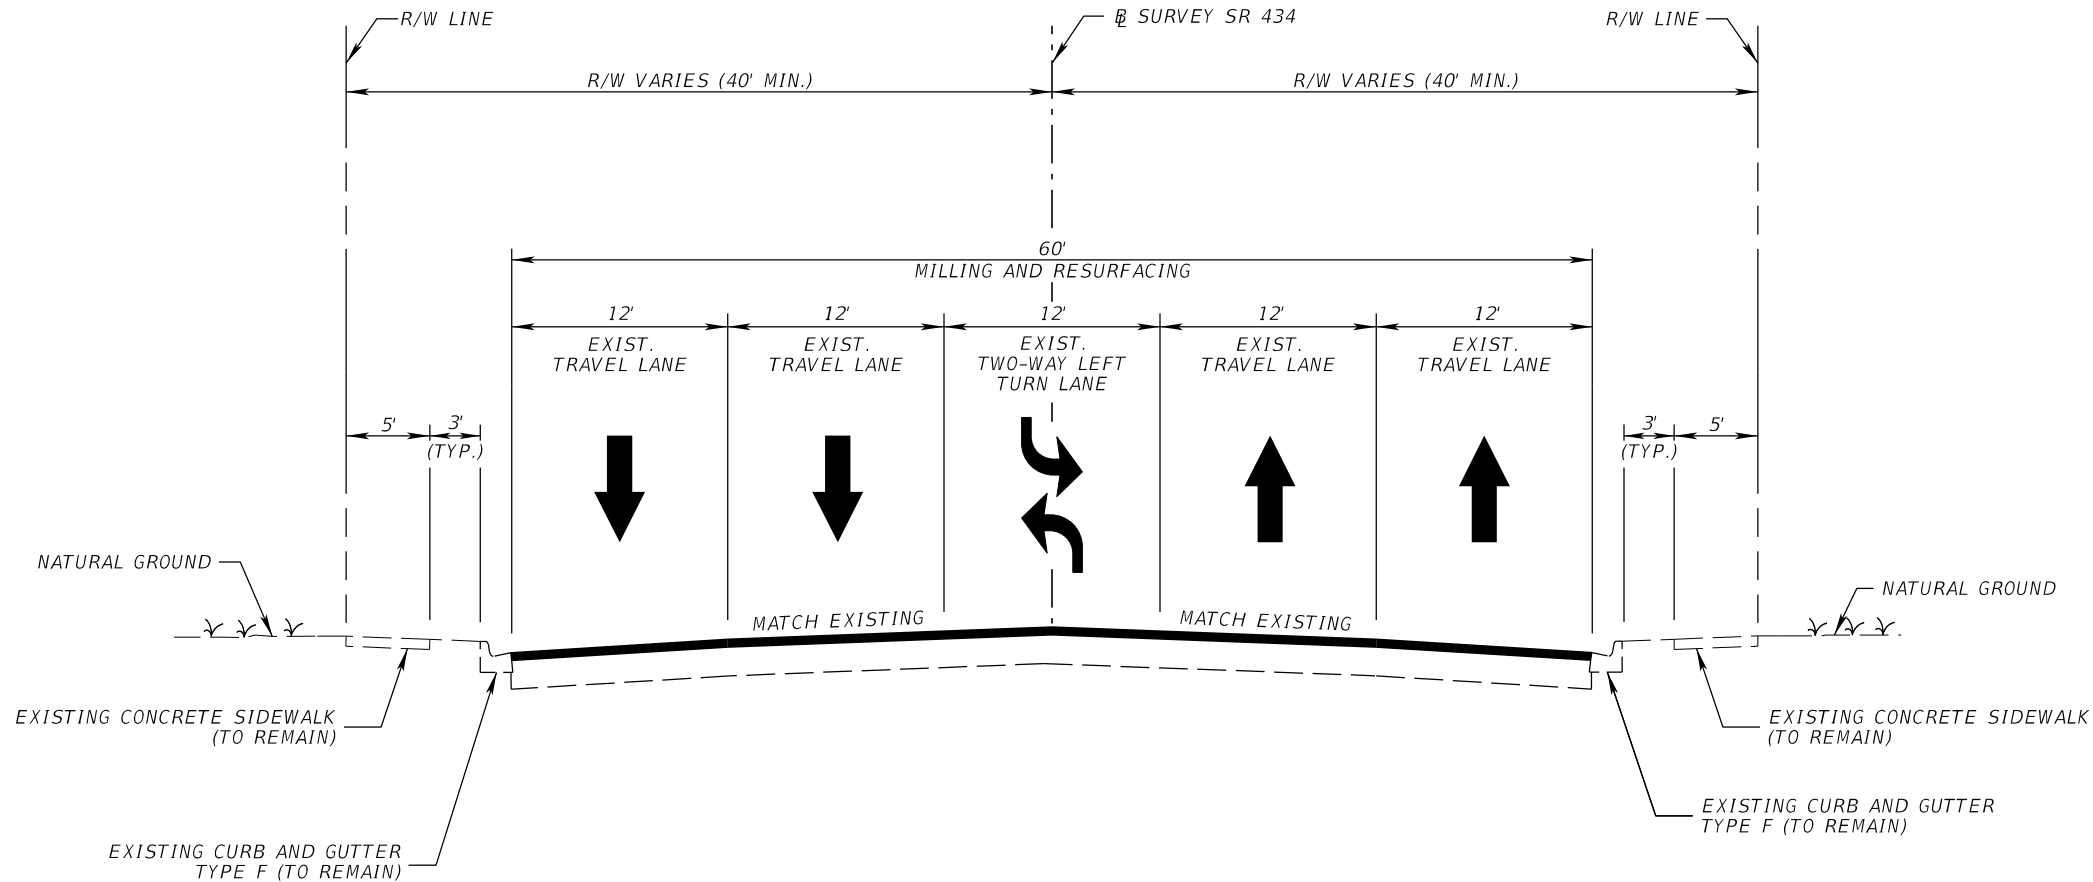 R/W LINE
℄ SURVEY SR 434
R/W LINE
R/W VARIES (40' MIN.)
R/W VARIES (40' MIN.)
60'
MILLING AND RESURFACING
12'
12'
12'
12'
12'
EXIST.
TRAVEL LANE
EXIST.
TRAVEL LANE
EXIST.
TWO-WAY LEFT
TURN LANE
EXIST.
TRAVEL LANE
EXIST.
TRAVEL LANE
5'
3'
(TYP.)
3'
(TYP.)
5'
NATURAL GROUND
NATURAL GROUND
MATCH EXISTING
MATCH EXISTING
EXISTING CONCRETE SIDEWALK
(TO REMAIN)
EXISTING CONCRETE SIDEWALK
(TO REMAIN)
EXISTING CURB AND GUTTER
TYPE F (TO REMAIN)
EXISTING CURB AND GUTTER
TYPE F (TO REMAIN)